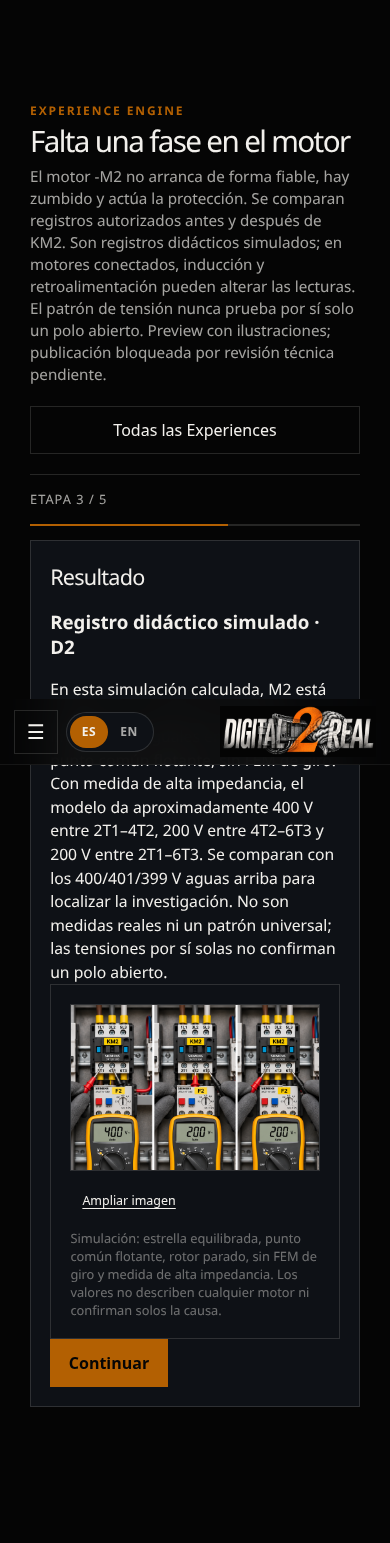 EXPERIENCE ENGINE
Falta una fase en el motor
El motor -M2 no arranca de forma fiable, hay
zumbido y actúa la protección. Se comparan
registros autorizados antes y después de
KM2. Son registros didácticos simulados; en
motores conectados, inducción y
retroalimentación pueden alterar las lecturas.
El patrón de tensión nunca prueba por sí solo
un polo abierto. Preview con ilustraciones;
publicación bloqueada por revisión técnica
pendiente.
Todas las Experiences
ETAPA 3 / 5
Resultado
Registro didáctico simulado ·
D2
En esta simulación calculada, M2 está
☰ ES EN DIGITAL 2 REAL
Con medida de alta impedancia, el
modelo da aproximadamente 400 V
entre 2T1–4T2, 200 V entre 4T2–6T3 y
200 V entre 2T1–6T3. Se comparan con
los 400/401/399 V aguas arriba para
localizar la investigación. No son
medidas reales ni un patrón universal;
las tensiones por sí solas no confirman
un polo abierto.
KM2 KM2 KM2
F2 F2 F2
400 200 200
Ampliar imagen
Simulación: estrella equilibrada, punto
común flotante, rotor parado, sin FEM de
giro y medida de alta impedancia. Los
valores no describen cualquier motor ni
confirman solos la causa.
Continuar